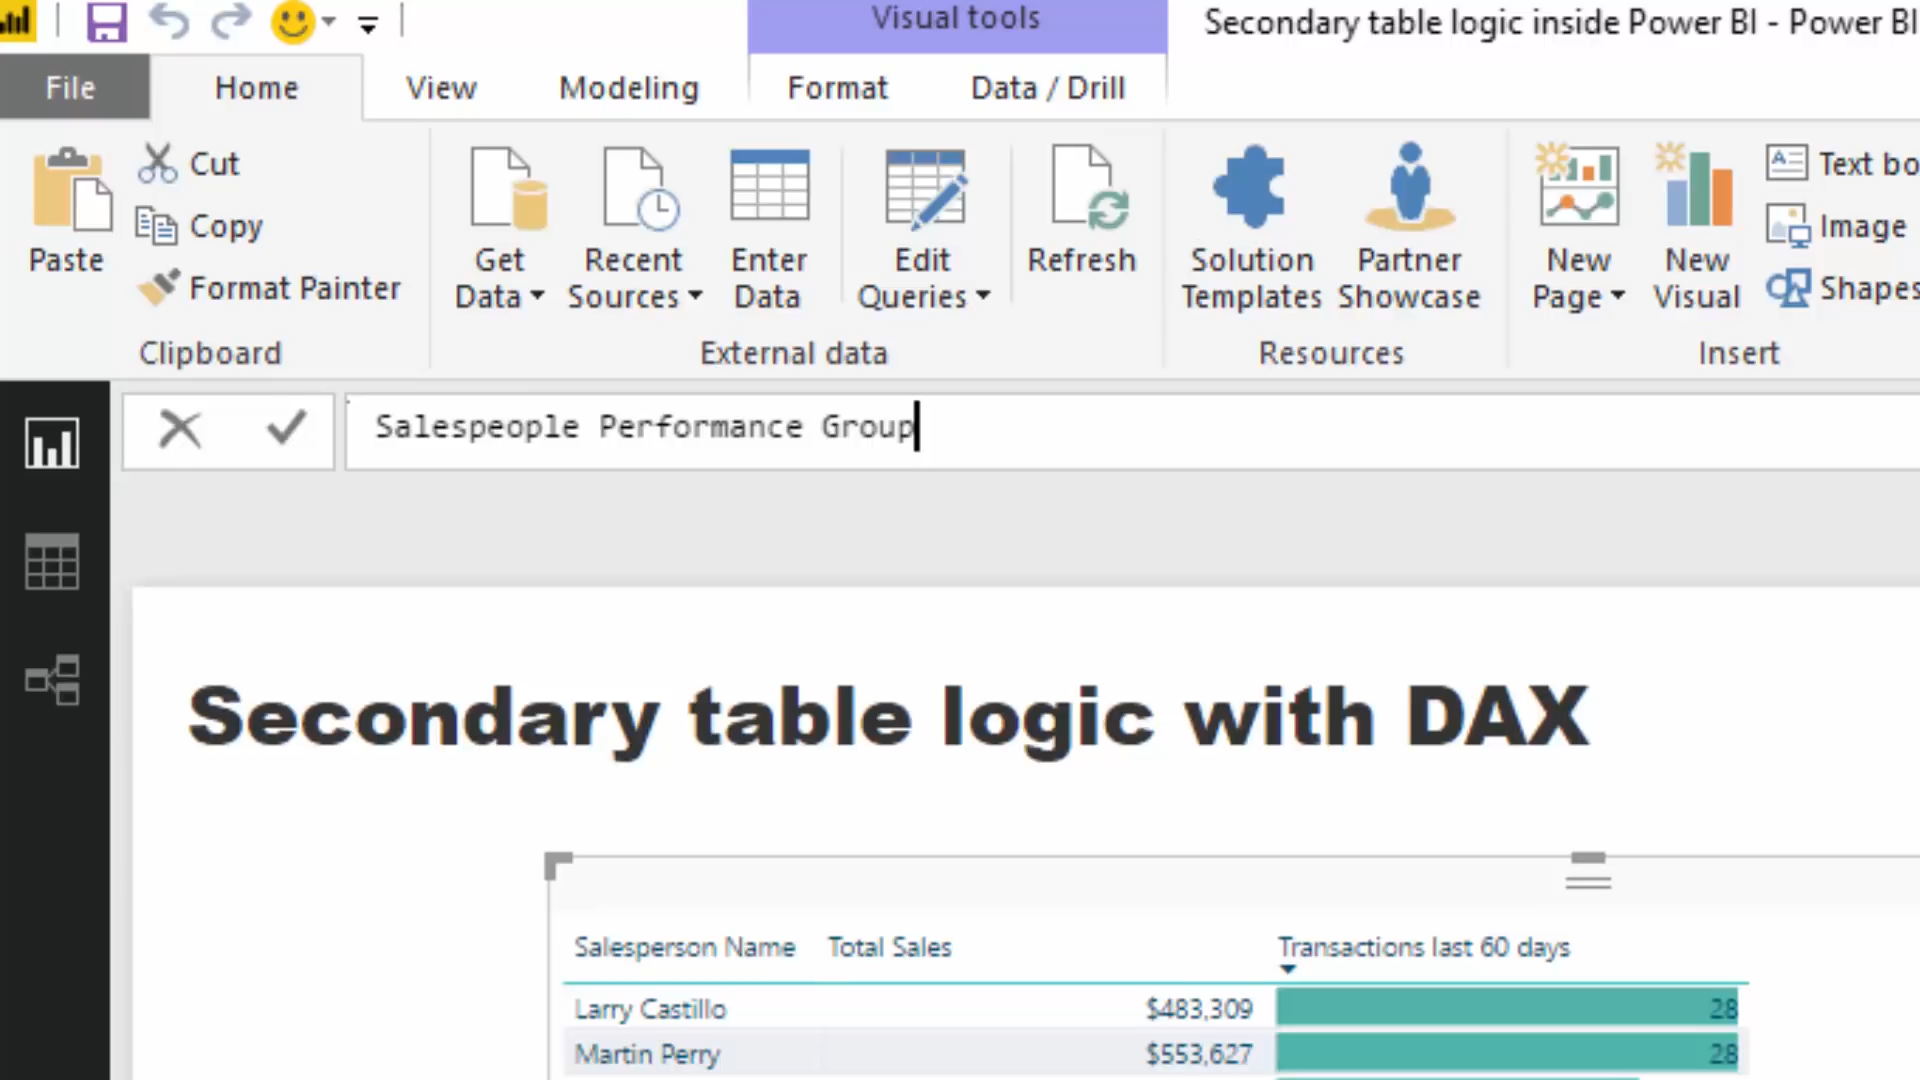 Visual tools
Secondary table logic inside Power BI - Power BI
File Home View Modeling Format Data / Drill
Paste
Cut
Copy
Format Painter
Clipboard
Get Data
Recent Sources
Enter Data
Edit Queries
Refresh
External data
Solution Templates
Partner Showcase
Resources
New Page
New Visual
Text bo
Image
Shapes
Insert
Salespeople Performance Group
Secondary table logic with DAX
Salesperson Name Total Sales Transactions last 60 days
Larry Castillo $483,309 28
Martin Perry $553,627 28